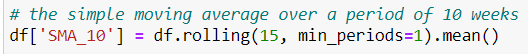 # the simple moving average over a period of 10 weeks
df['SMA_10'] = df.rolling(15, min_periods=1).mean()